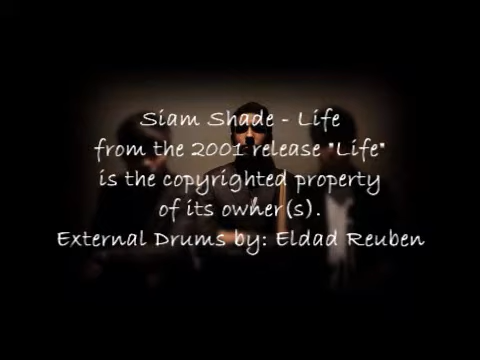 Siam Shade - Life
from the 2001 release "Life"
is the copyrighted property
of its owner(s).
External Drums by: Eldad Reuben